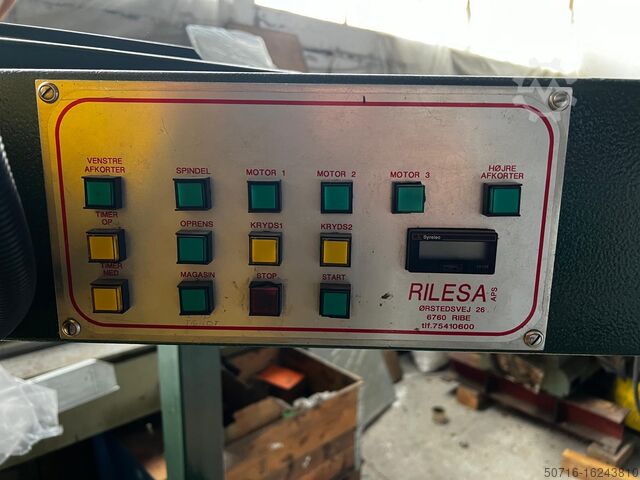 VENSTRE
AFKORTER
SPINDEL
MOTOR 1
MOTOR 2
MOTOR 3
HØJRE
AFKORTER
TIMER
OP
OPRENS
KRYDS1
KRYDS2
Syrelec
TIMER
NED
MAGASIN
STOP
START
RILESA APS
ØRSTEDSVEJ 26
6760 RIBE
tlf.75410600
50716-16243810